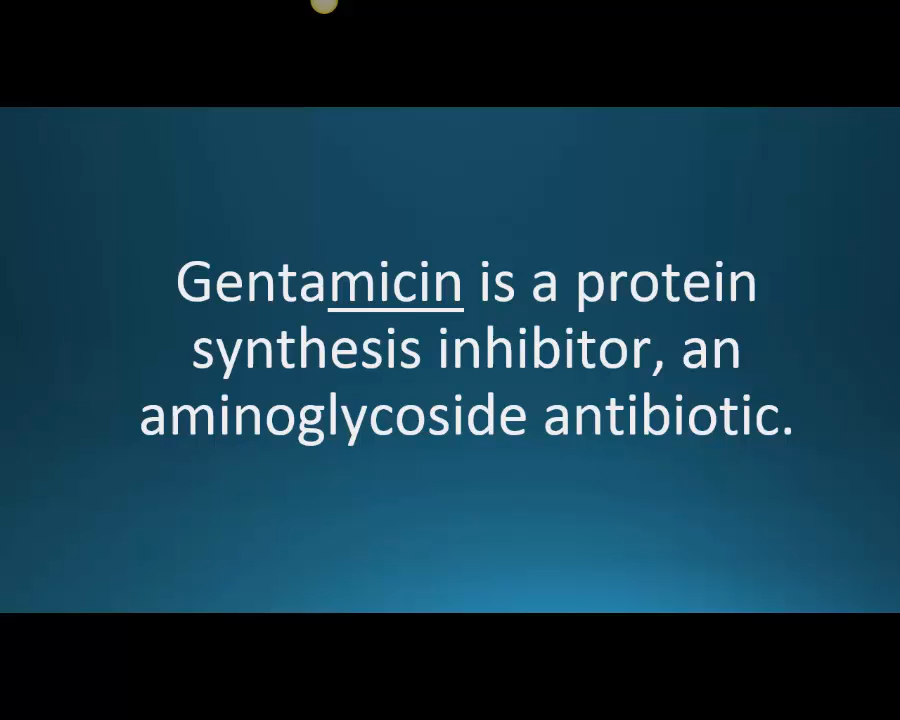 Gentamicin is a protein
synthesis inhibitor, an
aminoglycoside antibiotic.